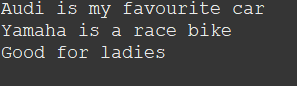 Audi is my favourite car
Yamaha is a race bike
Good for ladies